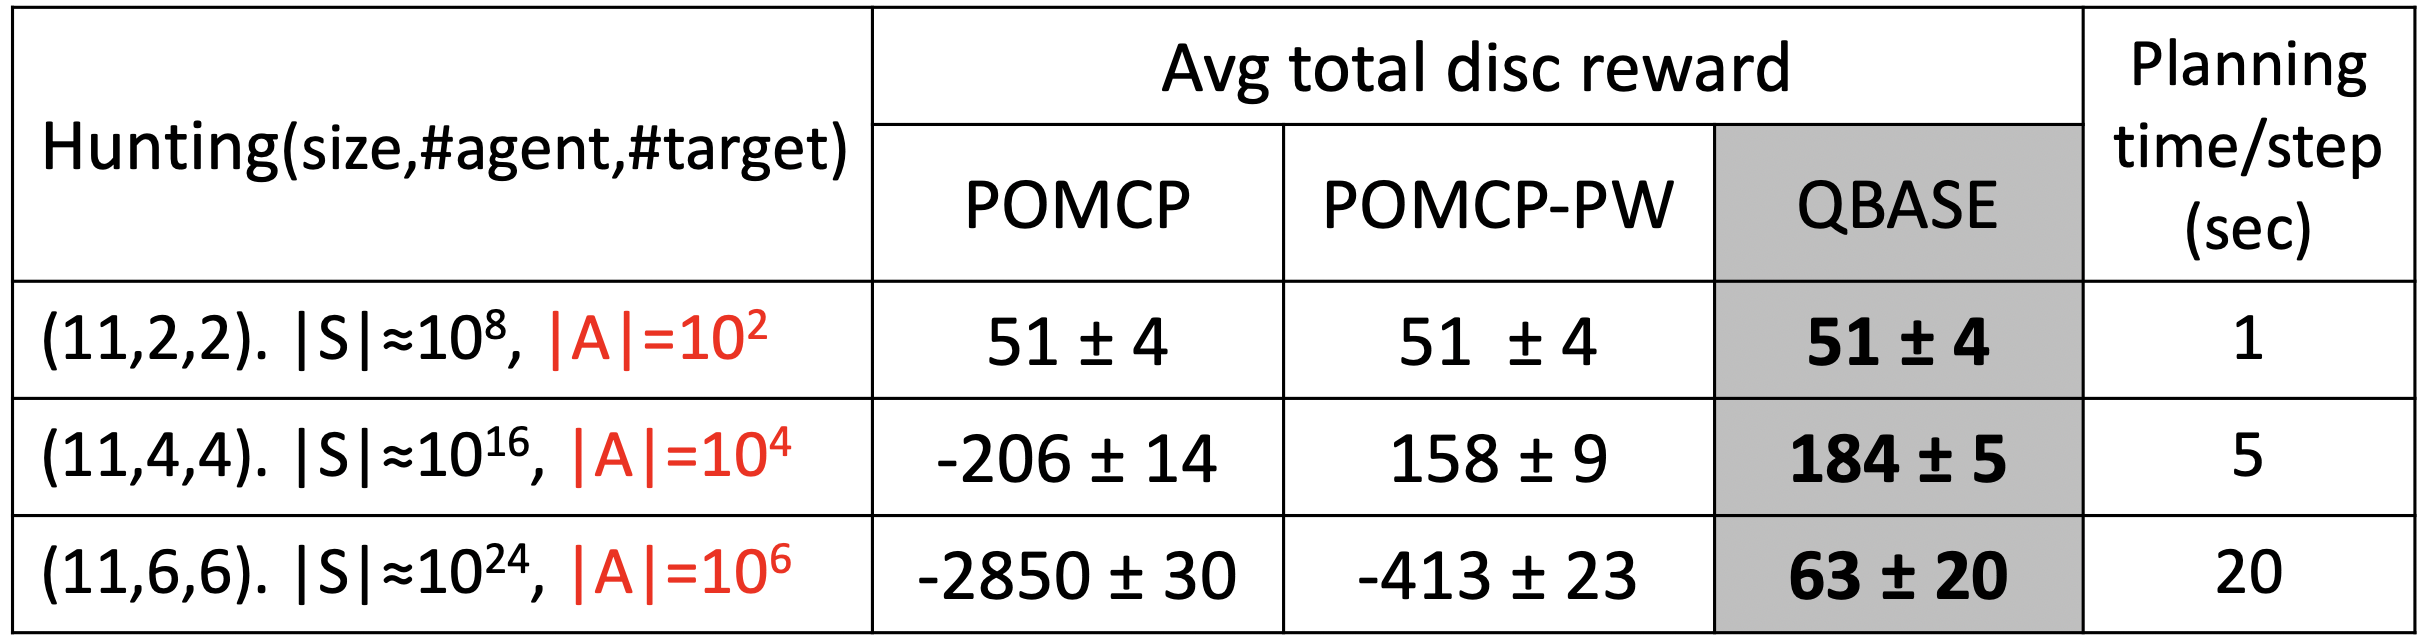 Hunting(size,#agent,#target)
Avg total disc reward
Planning
time/step
(sec)
POMCP
POMCP-PW
QBASE
(11,2,2). |S|≈10⁸, |A|=10²
51 ± 4
51 ± 4
51 ± 4
1
(11,4,4). |S|≈10¹⁶, |A|=10⁴
-206 ± 14
158 ± 9
184 ± 5
5
(11,6,6). |S|≈10²⁴, |A|=10⁶
-2850 ± 30
-413 ± 23
63 ± 20
20